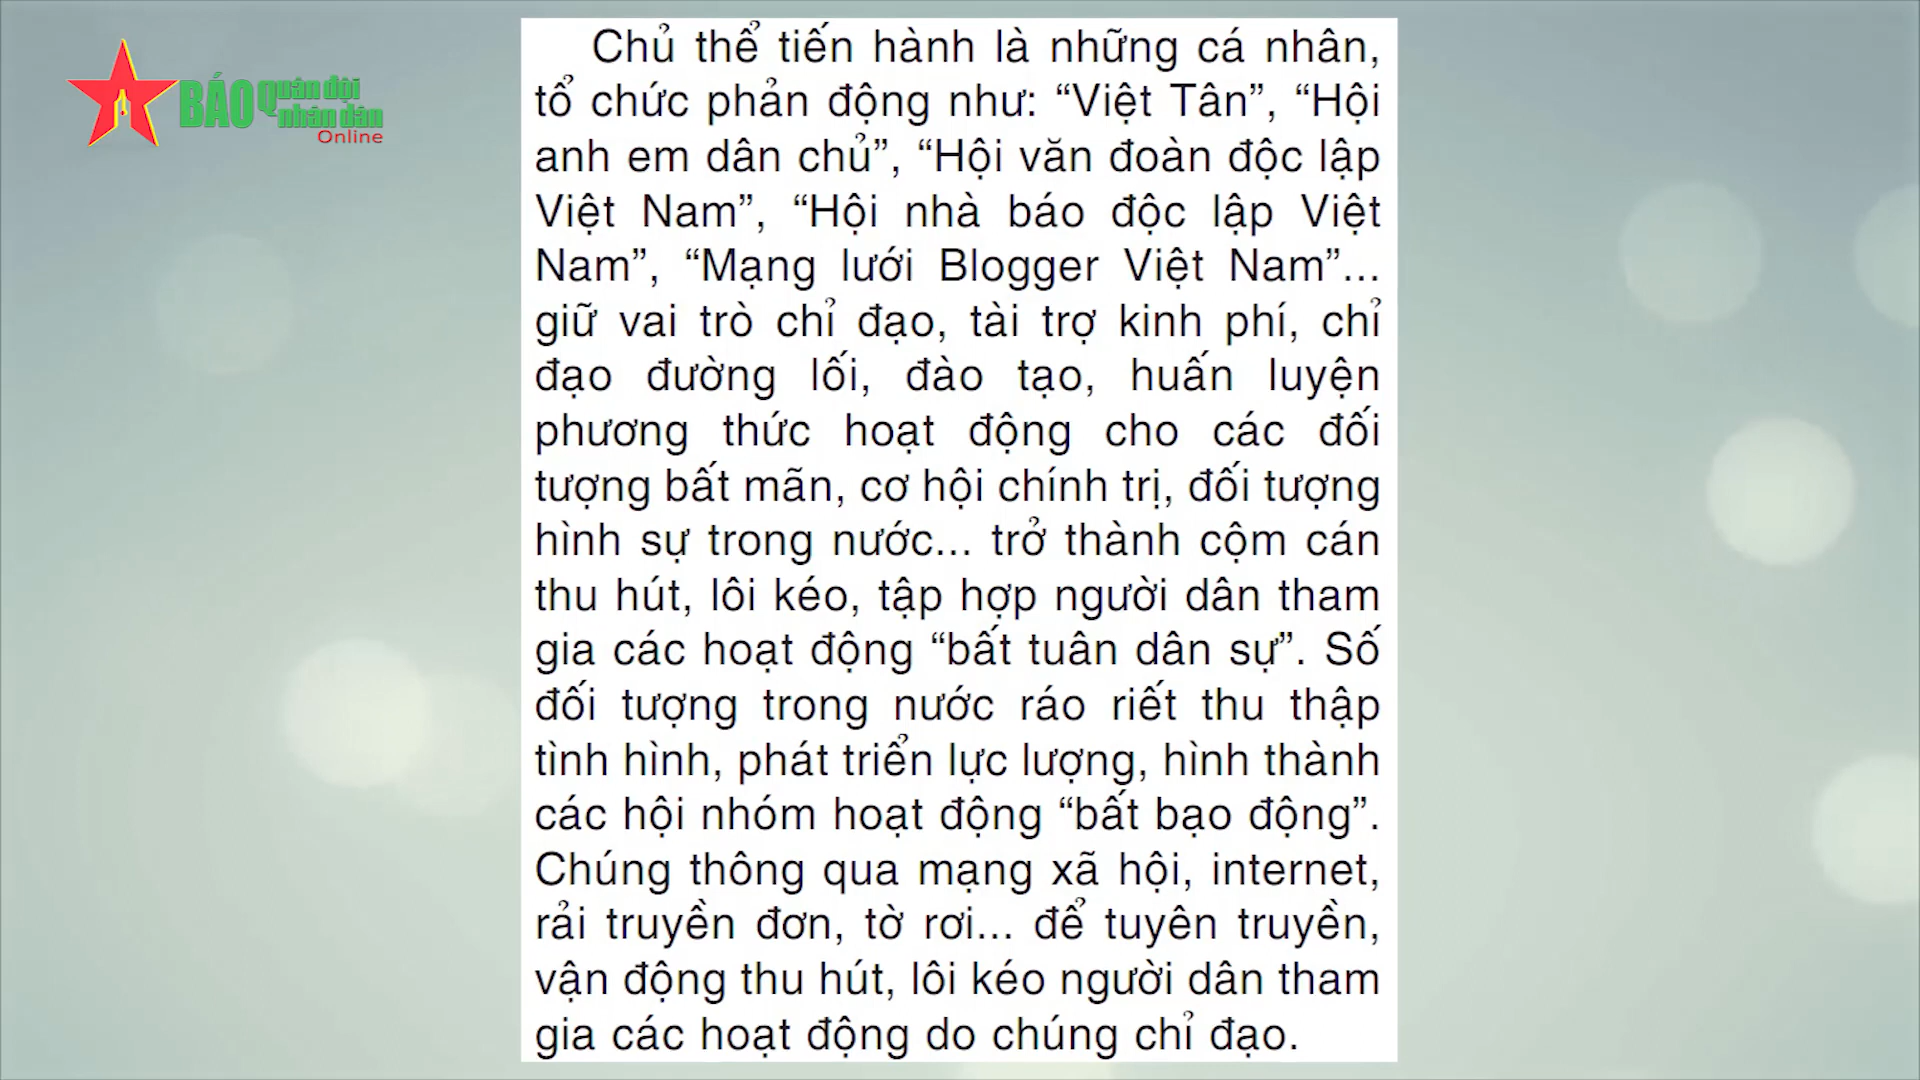 BÁO Quân đội
nhân dân
Online
Chủ thể tiến hành là những cá nhân,
tổ chức phản động như: “Việt Tân”, “Hội
anh em dân chủ”, “Hội văn đoàn độc lập
Việt Nam”, “Hội nhà báo độc lập Việt
Nam”, “Mạng lưới Blogger Việt Nam”...
giữ vai trò chỉ đạo, tài trợ kinh phí, chỉ
đạo đường lối, đào tạo, huấn luyện
phương thức hoạt động cho các đối
tượng bất mãn, cơ hội chính trị, đối tượng
hình sự trong nước... trở thành cộm cán
thu hút, lôi kéo, tập hợp người dân tham
gia các hoạt động “bất tuân dân sự”. Số
đối tượng trong nước ráo riết thu thập
tình hình, phát triển lực lượng, hình thành
các hội nhóm hoạt động “bất bạo động”.
Chúng thông qua mạng xã hội, internet,
rải truyền đơn, tờ rơi... để tuyên truyền,
vận động thu hút, lôi kéo người dân tham
gia các hoạt động do chúng chỉ đạo.